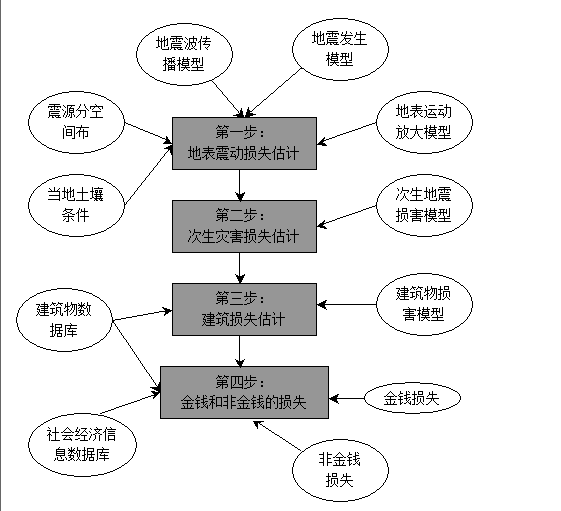 地震波传
播模型
地震发生
模型
震源分空
间布
第一步：
地表震动损失估计
地表运动
放大模型
当地土壤
条件
第二步：
次生灾害损失估计
次生地震
损害模型
建筑物数
据库
第三步：
建筑损失估计
建筑物损
害模型
第四步：
金钱和非金钱的损失
金钱损失
社会经济信
息数据库
非金钱
损失